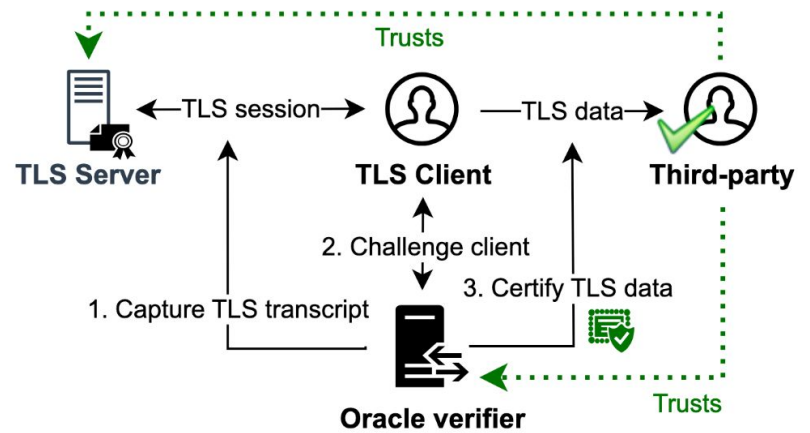 Trusts
TLS session
TLS data
TLS Server
TLS Client
Third-party
2. Challenge client
3. Certify TLS data
1. Capture TLS transcript
Trusts
Oracle verifier